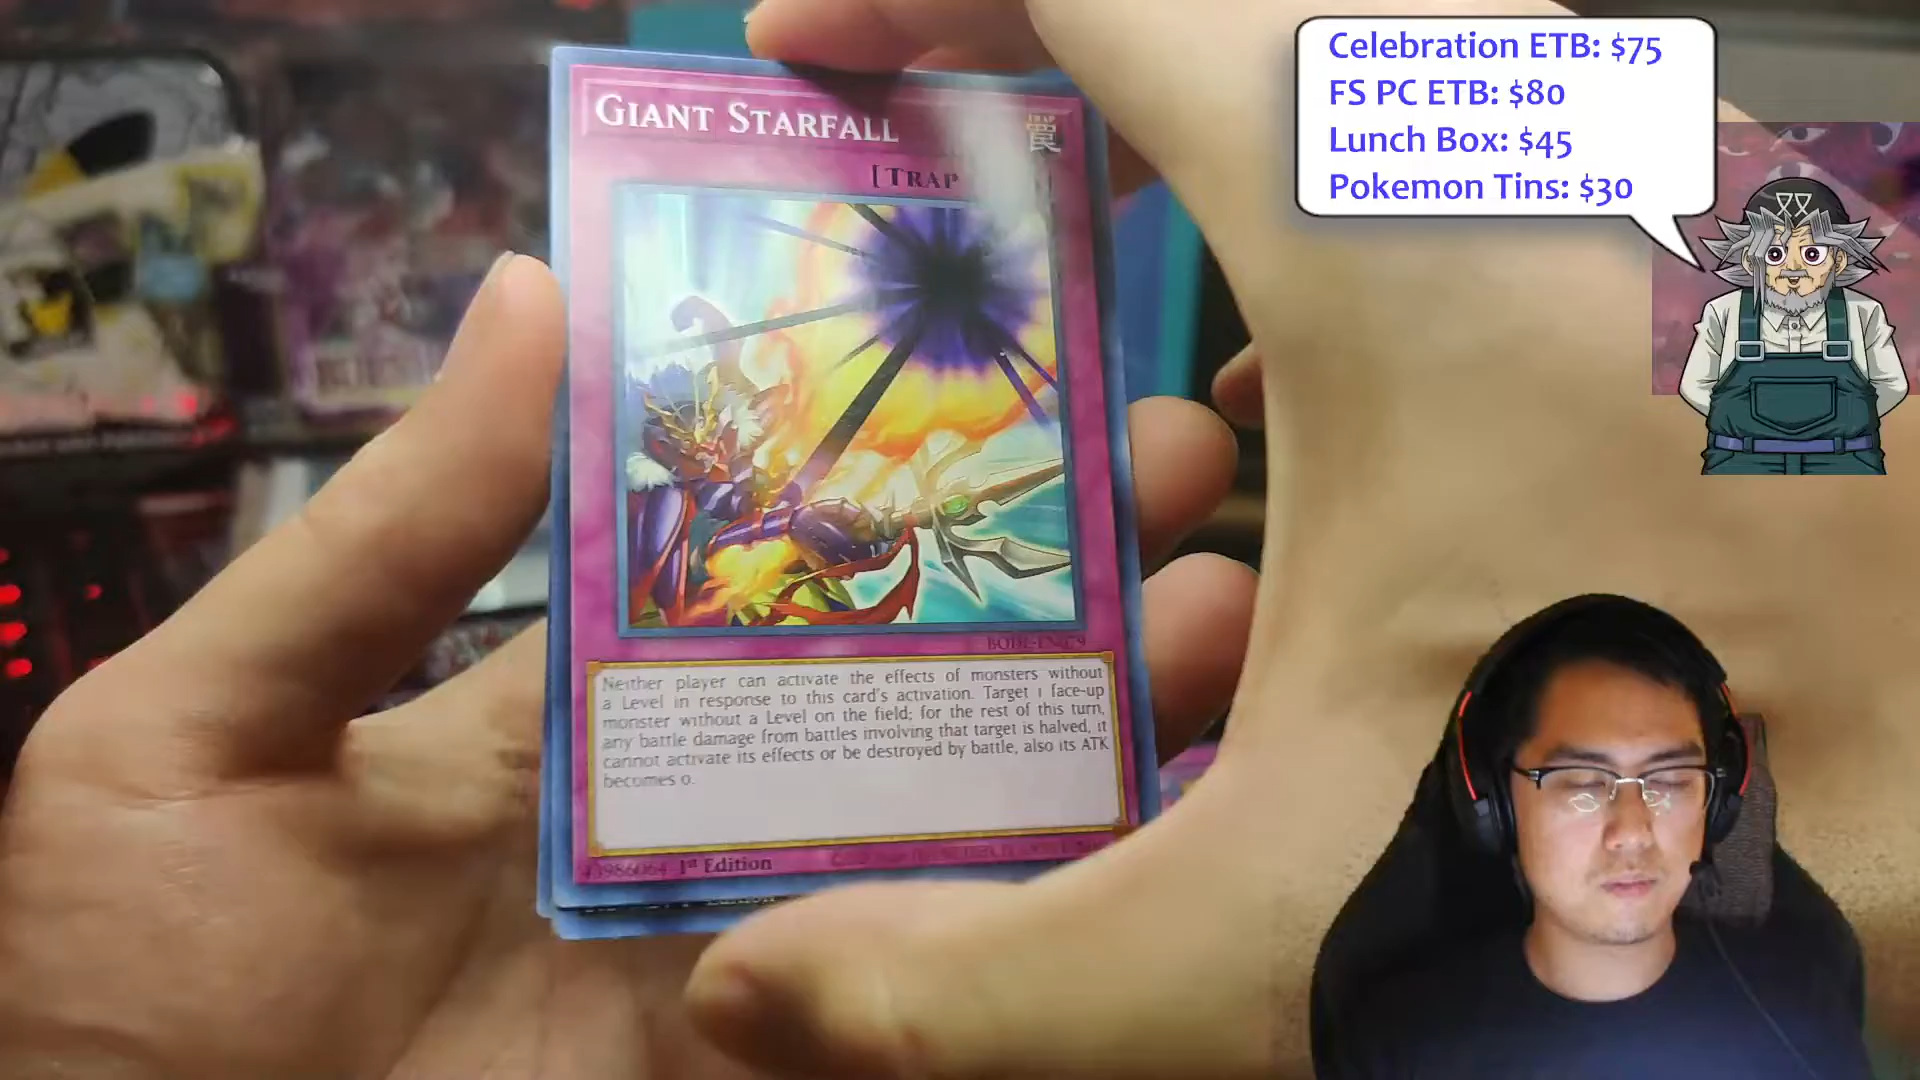 Celebration ETB: $75
FS PC ETB: $80
Lunch Box: $45
Pokemon Tins: $30
GIANT STARFALL
TRAP
罠
[TRAP
Neither player can activate the effects of monsters without
a Level in response to this card's activation. Target 1 face-up
monster without a Level on the field; for the rest of this turn,
any battle damage from battles involving that target is halved, it
cannot activate its effects or be destroyed by battle, also its ATK
becomes 0.
1st Edition